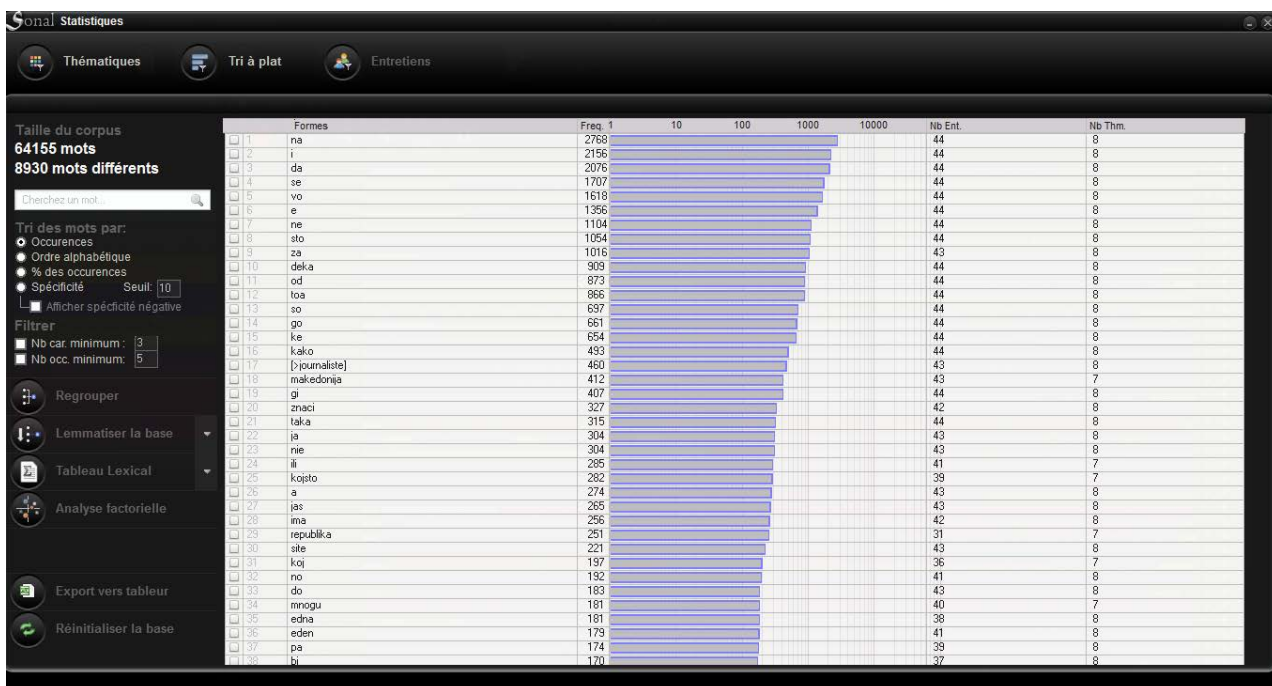 Sonal Statistiques
Thématiques Tri à plat Entretiens
Taille du corpus
64155 mots
8930 mots différents
Cherchez un mot...
Tri des mots par:
Occurences
Ordre alphabétique
% des occurences
Spécificité Seuil: 10
Afficher spécficité négative
Filtrer
Nb car. minimum : 3
Nb occ. minimum: 5
Regrouper
Lemmatiser la base
Tableau Lexical
Analyse factorielle
Export vers tableur
Réinitialiser la base
Formes Freq. 1 10 100 1000 10000 Nb Ent. Nb Thm.
1 na 2768 44 8
2 i 2156 44 8
3 da 2076 44 8
4 se 1707 44 8
5 vo 1618 44 8
6 e 1356 44 8
7 ne 1104 44 8
8 sto 1054 44 8
9 za 1016 43 8
10 deka 909 44 8
11 od 873 44 8
12 toa 866 44 8
13 so 697 44 8
14 go 661 44 8
15 ke 654 44 8
16 kako 493 44 8
17 [>journaliste] 460 43 8
18 makedonija 412 43 7
19 gi 407 44 8
20 znaci 327 42 8
21 taka 315 44 8
22 ja 304 43 8
23 nie 304 43 8
24 ili 285 41 7
25 kojsto 282 39 7
26 a 274 43 8
27 jas 265 43 8
28 ima 256 42 8
29 republika 251 31 7
30 site 221 43 8
31 koj 197 36 7
32 no 192 41 8
33 do 183 43 8
34 mnogu 181 40 7
35 edna 181 38 8
36 eden 179 41 8
37 pa 174 39 8
38 bi 170 37 8